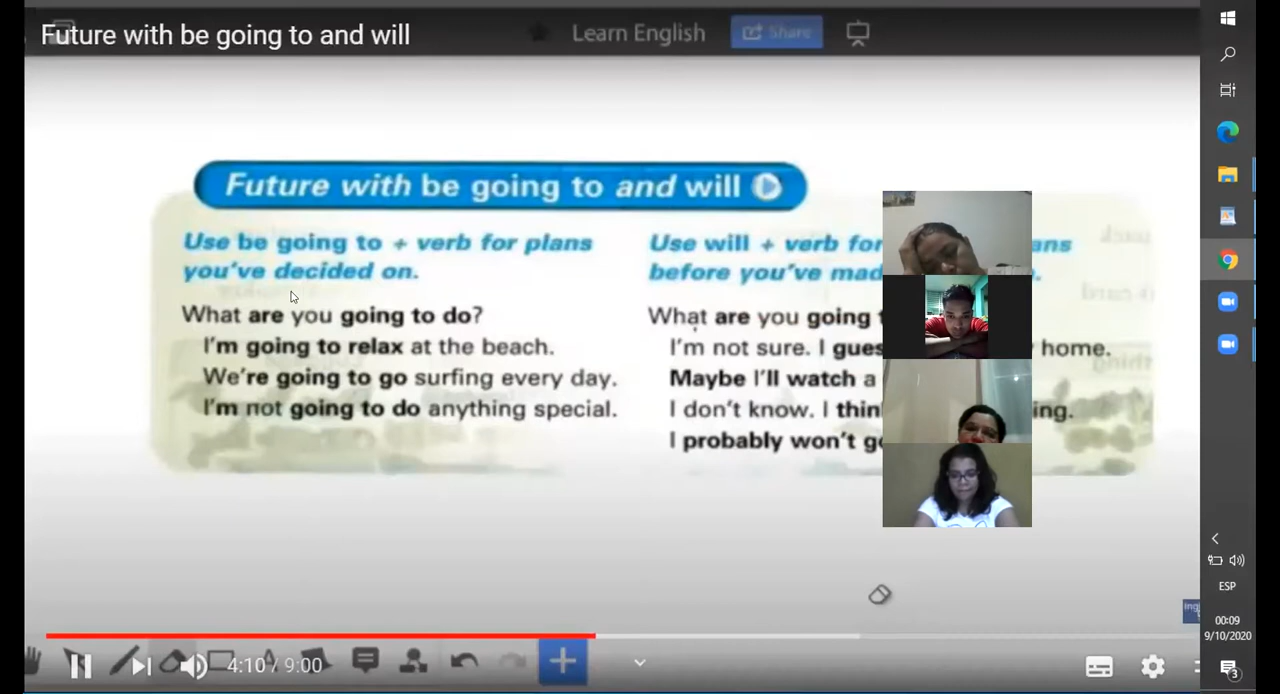 Future with be going to and will
Learn English
Share
Future with be going to and will
Use be going to + verb for plans
you've decided on.
What are you going to do?
I'm going to relax at the beach.
We're going to go surfing every day.
I'm not going to do anything special.
Use will + verb for
before you've mad
What are you going
I'm not sure. I gues home.
Maybe I'll watch a
I don't know. I thin ing.
I probably won't g
4:10 / 9:00
ESP
00:09
9/10/2020
3